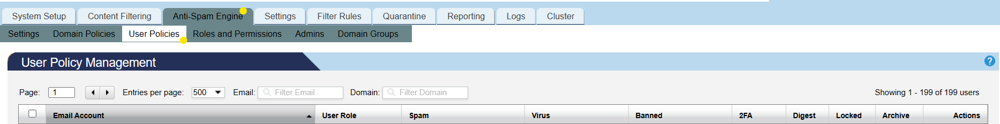 System Setup Content Filtering Anti-Spam Engine Settings Filter Rules Quarantine Reporting Logs Cluster
Settings Domain Policies User Policies Roles and Permissions Admins Domain Groups
User Policy Management ?
Page: 1 Entries per page: 500 Email: Filter Email Domain: Filter Domain Showing 1 - 199 of 199 users
Email Account User Role Spam Virus Banned 2FA Digest Locked Archive Actions